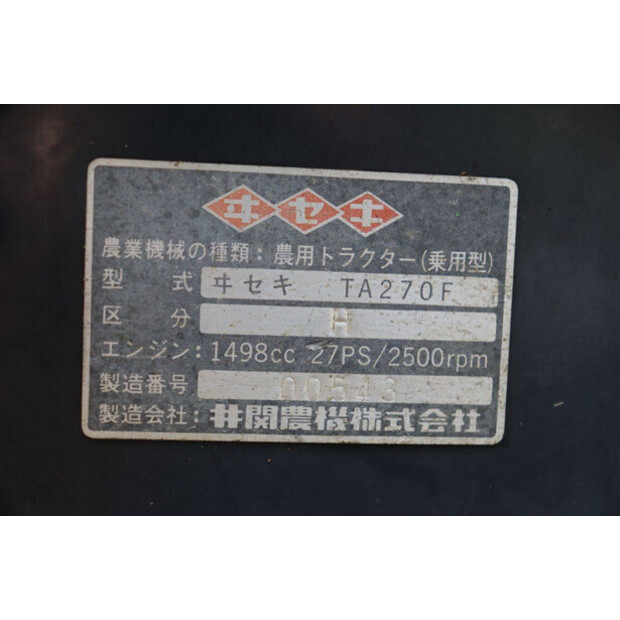 ヰセキ
農業機械の種類：農用トラクター(乗用型)
型式 ヰセキ TA270F
区分 H
エンジン：1498cc 27PS/2500rpm
製造番号 00543
製造会社：井関農機株式会社